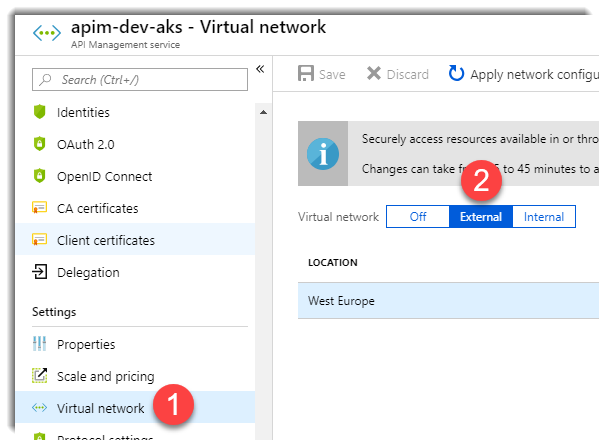 apim-dev-aks - Virtual network
API Management service
Search (Ctrl+/)
«
Identities
OAuth 2.0
OpenID Connect
CA certificates
Client certificates
Delegation
Settings
Properties
Scale and pricing
Virtual network
1
Save Discard Apply network configu
Securely access resources available in or thro
Changes can take 5 to 45 minutes to a
2
Virtual network Off External Internal
LOCATION
West Europe